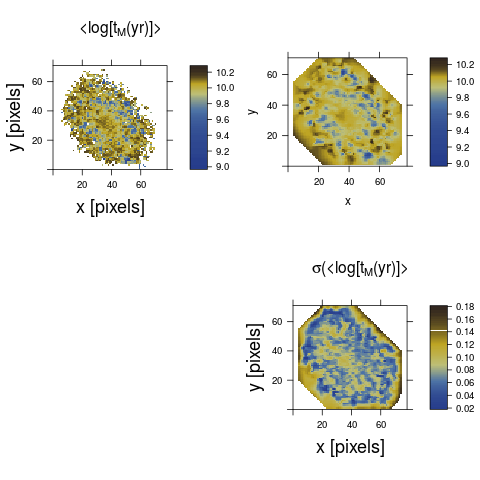 <log[tM(yr)]>
y [pixels]
60
40
20
20 40 60
x [pixels]
10.2
10.0
9.8
9.6
9.4
9.2
9.0
y
60
40
20
20 40 60
x
10.2
10.0
9.8
9.6
9.4
9.2
9.0
σ(<log[tM(yr)]>
y [pixels]
60
40
20
20 40 60
x [pixels]
0.18
0.16
0.14
0.12
0.10
0.08
0.06
0.04
0.02